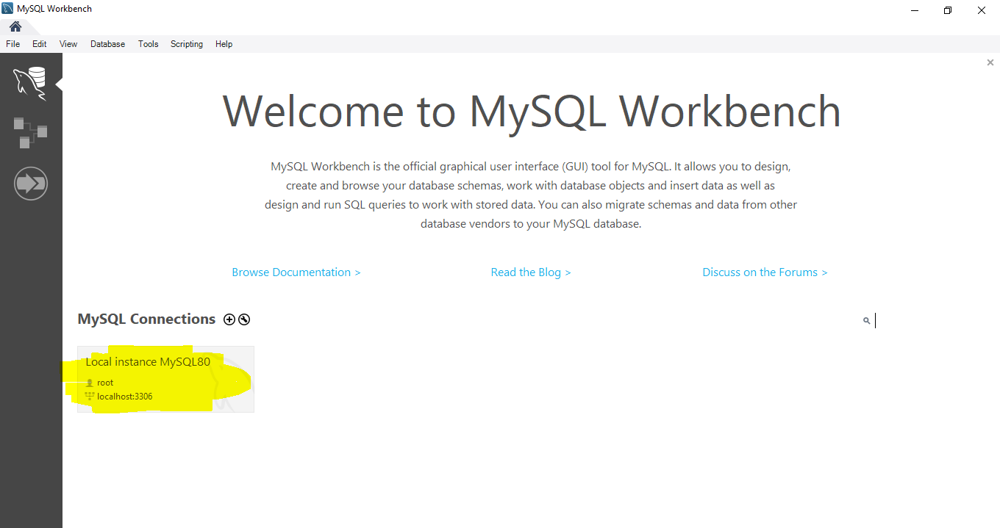 MySQL Workbench
File Edit View Database Tools Scripting Help
Welcome to MySQL Workbench
MySQL Workbench is the official graphical user interface (GUI) tool for MySQL. It allows you to design,
create and browse your database schemas, work with database objects and insert data as well as
design and run SQL queries to work with stored data. You can also migrate schemas and data from other
database vendors to your MySQL database.
Browse Documentation > Read the Blog > Discuss on the Forums >
MySQL Connections
Local instance MySQL80
root
localhost:3306